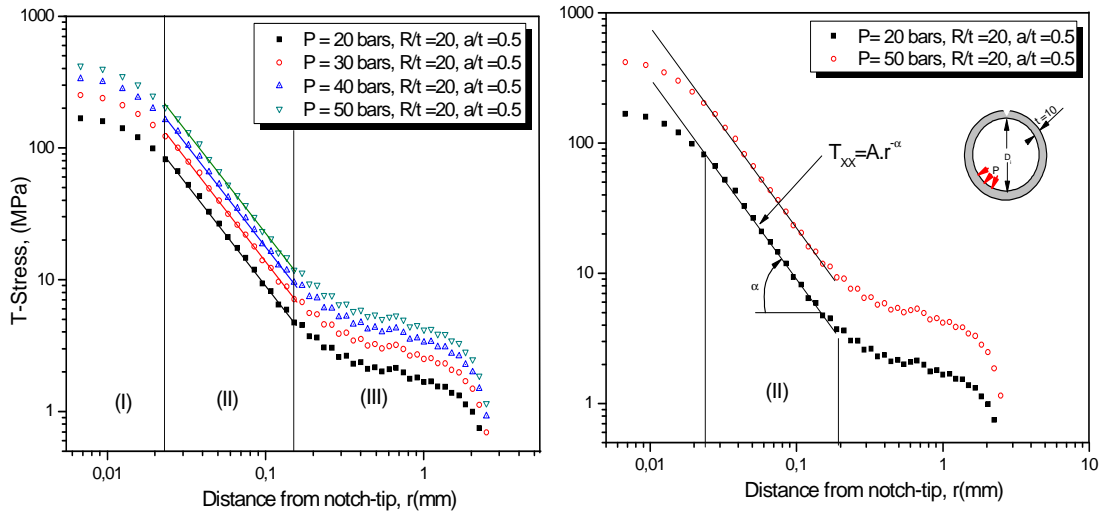 1000
100
10
1
T-Stress, (MPa)
P = 20 bars, R/t =20, a/t =0.5
P = 30 bars, R/t =20, a/t =0.5
P = 40 bars, R/t =20, a/t =0.5
P = 50 bars, R/t =20, a/t =0.5
(I)
(II)
(III)
0,01
0,1
1
Distance from notch-tip, r(mm)
1000
100
10
1
P= 20 bars, R/t =20, a/t =0.5
P= 50 bars, R/t =20, a/t =0.5
t=10
D
P
T_XX=A.r^-α
α
(II)
0,01
0,1
1
10
Distance from notch-tip, r(mm)